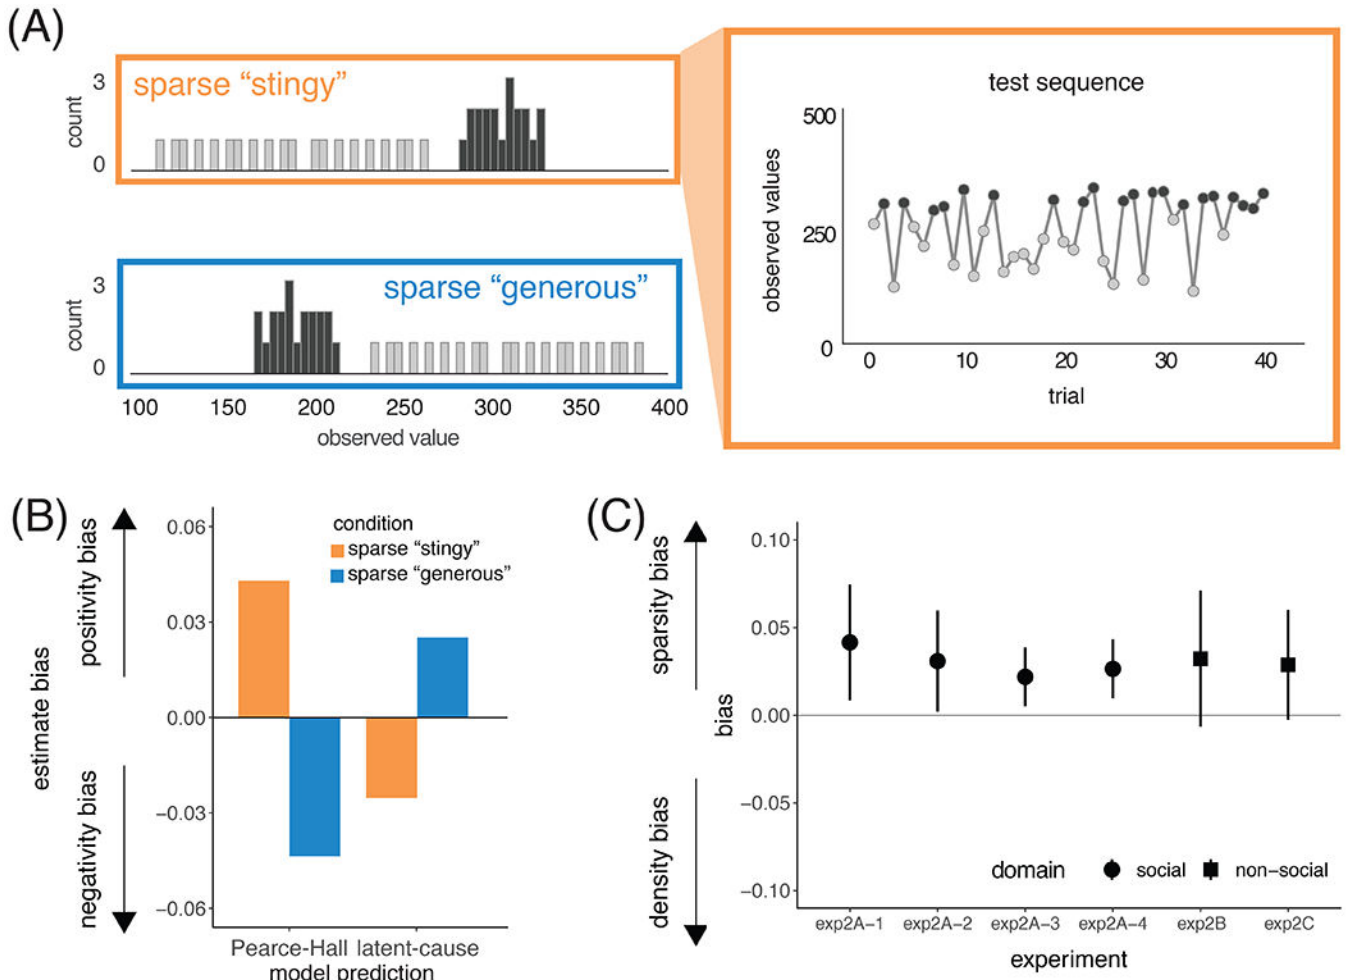 (A)
sparse “stingy”
3
count
0
sparse “generous”
3
count
0
100 150 200 250 300 350 400
observed value
test sequence
500
250
0
observed values
0 10 20 30 40
trial
(B)
positivity bias
estimate bias
negativity bias
0.06
0.03
0.00
−0.03
−0.06
condition
sparse “stingy”
sparse “generous”
Pearce-Hall latent-cause
model prediction
(C)
sparsity bias
bias
density bias
0.10
0.05
0.00
−0.05
−0.10
domain social non−social
exp2A−1 exp2A−2 exp2A−3 exp2A−4 exp2B exp2C
experiment